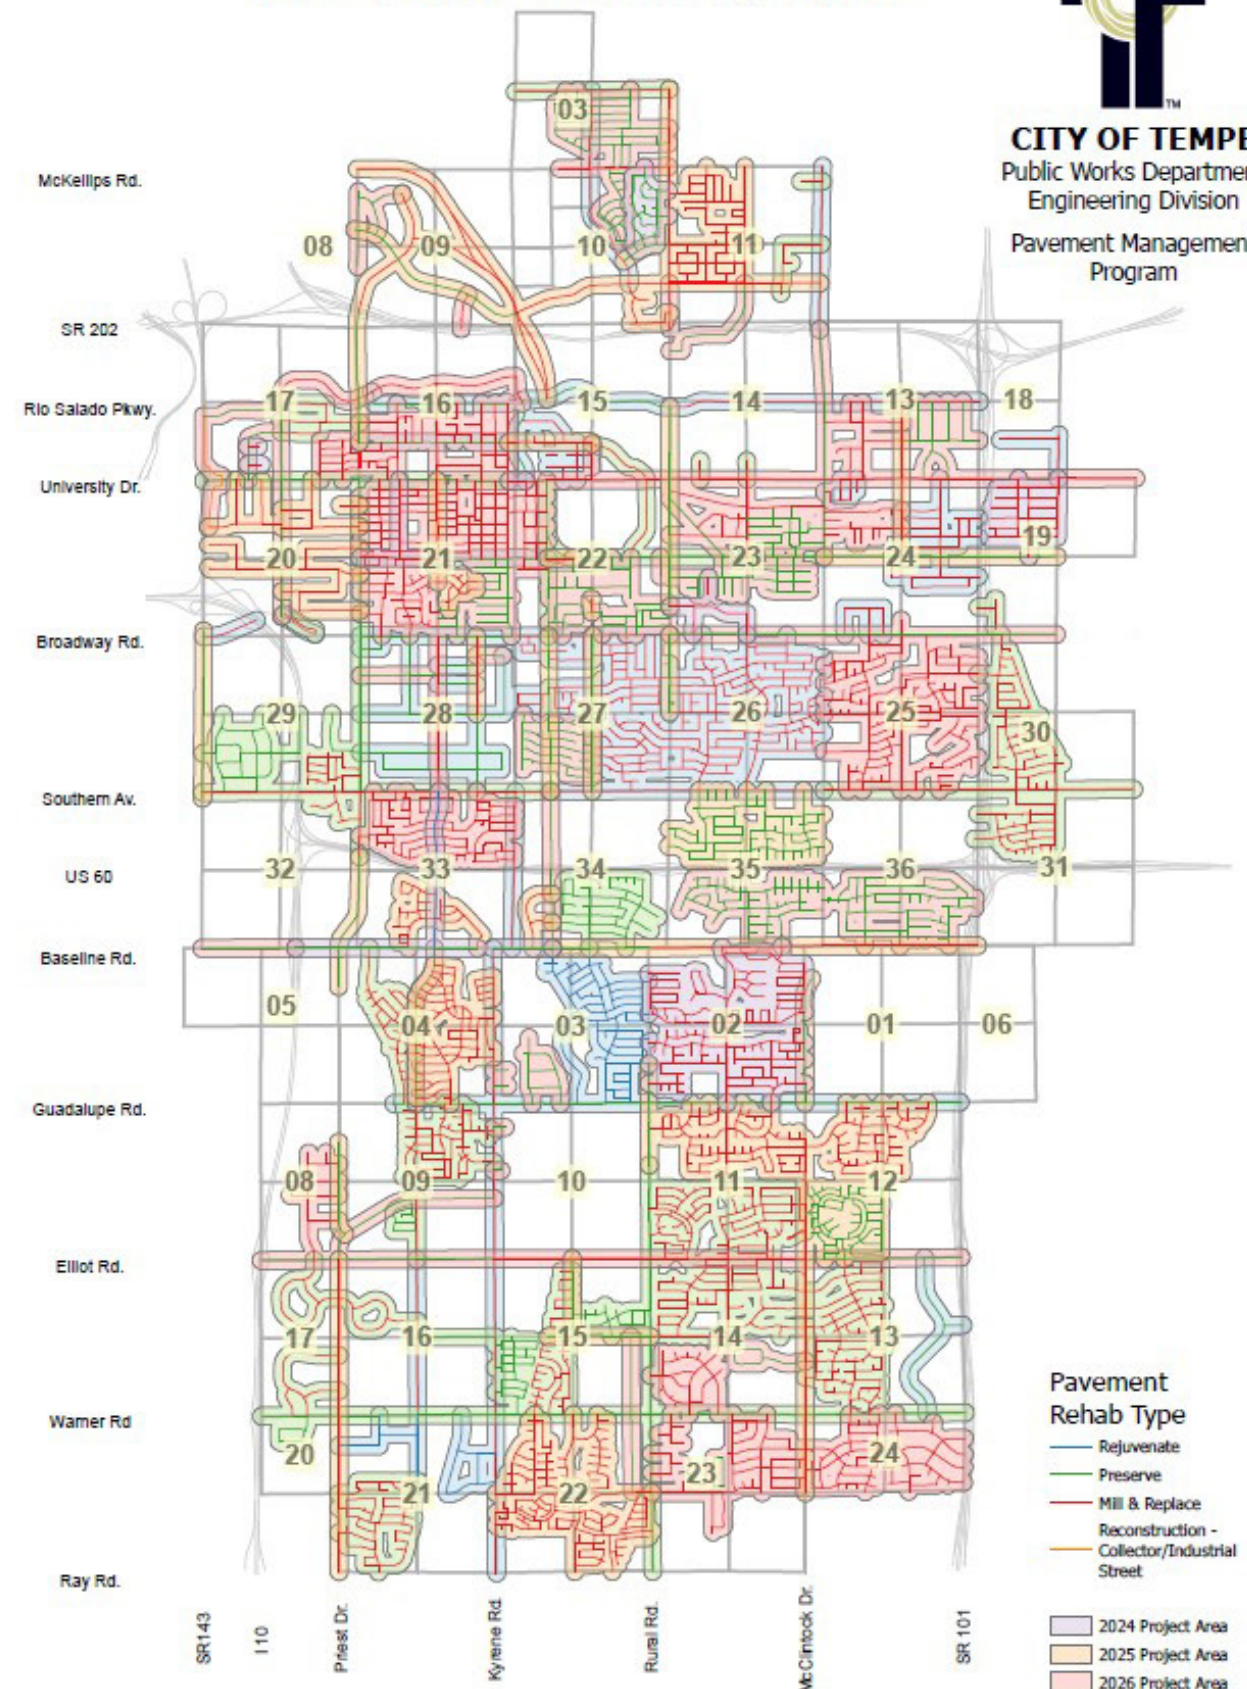 TM
CITY OF TEMPE
Public Works Departmen
Engineering Division
Pavement Management
Program
03
McKellips Rd.
08
09
10
11
SR 202
Rio Salado Pkwy.
17
16
15
14
13
18
University Dr.
20
21
22
23
24
19
Broadway Rd.
29
28
27
26
25
30
Southern Av.
US 60
32
33
34
35
36
31
Baseline Rd.
05
04
03
02
01
06
Guadalupe Rd.
08
09
10
11
12
Elliot Rd.
17
16
15
14
13
Warner Rd
20
21
22
23
24
Ray Rd.
SR143
I 10
Priest Dr.
Kyrene Rd.
Rural Rd.
McClintock Dr.
SR 101
Pavement
Rehab Type
Rejuvenate
Preserve
Mill & Replace
Reconstruction -
Collector/Industrial
Street
2024 Project Area
2025 Project Area
2026 Project Area